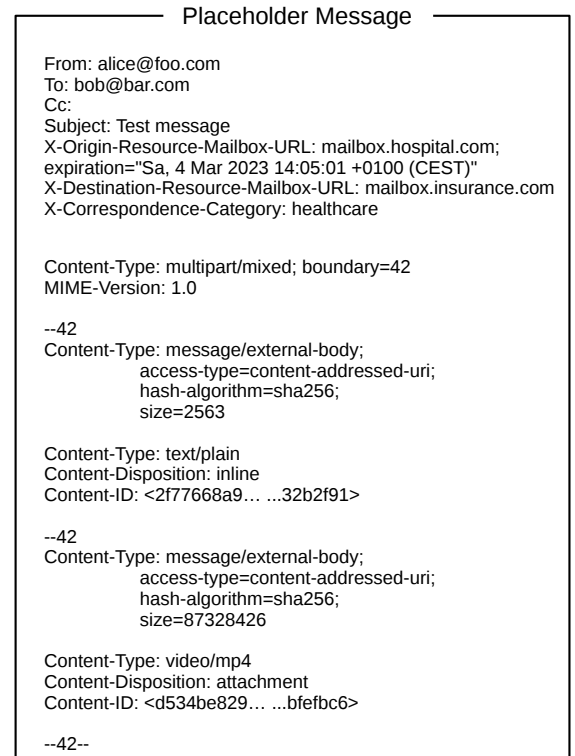 Placeholder Message
From: alice@foo.com
To: bob@bar.com
Cc:
Subject: Test message
X-Origin-Resource-Mailbox-URL: mailbox.hospital.com;
expiration="Sa, 4 Mar 2023 14:05:01 +0100 (CEST)"
X-Destination-Resource-Mailbox-URL: mailbox.insurance.com
X-Correspondence-Category: healthcare
Content-Type: multipart/mixed; boundary=42
MIME-Version: 1.0
--42
Content-Type: message/external-body;
access-type=content-addressed-uri;
hash-algorithm=sha256;
size=2563
Content-Type: text/plain
Content-Disposition: inline
Content-ID: <2f77668a9… ...32b2f91>
--42
Content-Type: message/external-body;
access-type=content-addressed-uri;
hash-algorithm=sha256;
size=87328426
Content-Type: video/mp4
Content-Disposition: attachment
Content-ID: <d534be829… ...bfefbc6>
--42--